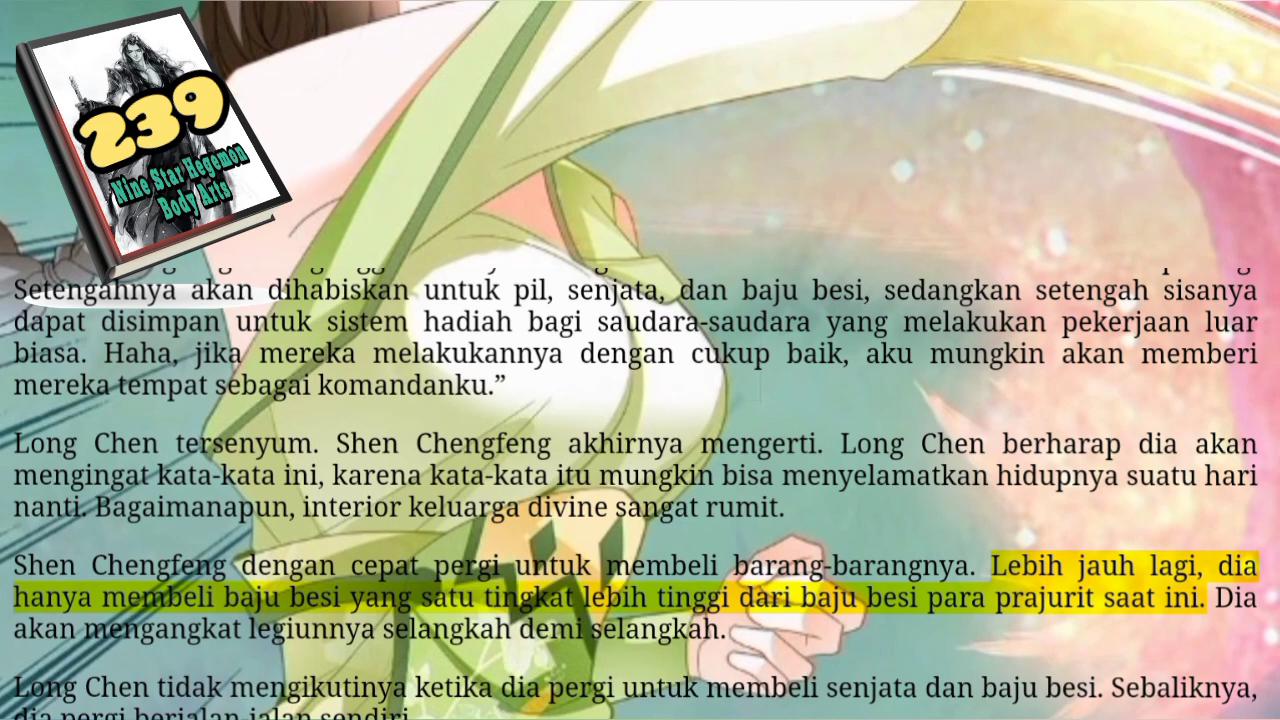 239
Nine Star Hegemon
Body Arts
Setengahnya akan dihabiskan untuk pil, senjata, dan baju besi, sedangkan setengah sisanya
dapat disimpan untuk sistem hadiah bagi saudara-saudara yang melakukan pekerjaan luar
biasa. Haha, jika mereka melakukannya dengan cukup baik, aku mungkin akan memberi
mereka tempat sebagai komandanku.”
Long Chen tersenyum. Shen Chengfeng akhirnya mengerti. Long Chen berharap dia akan
mengingat kata-kata ini, karena kata-kata itu mungkin bisa menyelamatkan hidupnya suatu hari
nanti. Bagaimanapun, interior keluarga divine sangat rumit.
Shen Chengfeng dengan cepat pergi untuk membeli barang-barangnya. Lebih jauh lagi, dia
hanya membeli baju besi yang satu tingkat lebih tinggi dari baju besi para prajurit saat ini. Dia
akan mengangkat legiunnya selangkah demi selangkah.
Long Chen tidak mengikutinya ketika dia pergi untuk membeli senjata dan baju besi. Sebaliknya,
dia pergi berjalan-jalan sendiri.